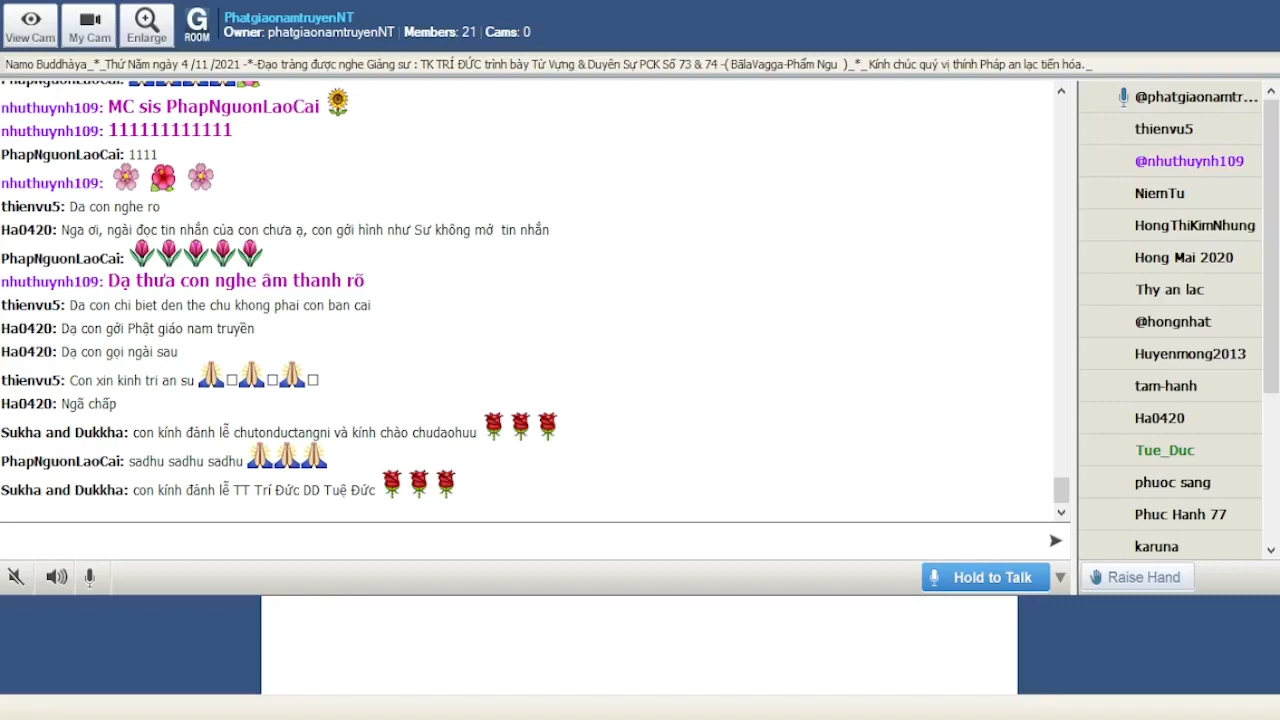 View Cam
My Cam
Enlarge
G
ROOM
PhatgiaonamtruyenNT
Owner: phatgiaonamtruyenNT | Members: 21 | Cams: 0
Namo Buddhàya_*_Thứ Năm ngày 4 /11 /2021 -*-Đạo tràng được nghe Giảng sư : TK TRÍ ĐỨC trình bày Từ Vựng & Duyên Sự PCK Số 73 & 74 -( BãlaVagga-Phẩm Ngu )_*_ Kính chúc quý vị thính Pháp an lạc tiến hóa._
PhapNguonLaoCai:
nhuthuynh109: MC sis PhapNguonLaoCai
nhuthuynh109: 111111111111
PhapNguonLaoCai: 1111
nhuthuynh109:
thienvu5: Da con nghe ro
Ha0420: Nga ơi, ngài đọc tin nhắn của con chưa ạ, con gởi hình như Sư không mở tin nhắn
PhapNguonLaoCai:
nhuthuynh109: Dạ thưa con nghe âm thanh rõ
thienvu5: Da con chi biet den the chu khong phai con ban cai
Ha0420: Dạ con gởi Phật giáo nam truyền
Ha0420: Dạ con gọi ngài sau
thienvu5: Con xin kinh tri an su
Ha0420: Ngã chấp
Sukha and Dukkha: con kính đảnh lễ chutonductangni và kính chào chudaohuu
PhapNguonLaoCai: sadhu sadhu sadhu
Sukha and Dukkha: con kính đảnh lễ TT Trí Đức DD Tuệ Đức
@phatgiaonamtr...
thienvu5
@nhuthuynh109
NiemTu
HongThiKimNhung
Hong Mai 2020
Thy an lac
@hongnhat
Huyenmong2013
tam-hanh
Ha0420
Tue_Duc
phuoc sang
Phuc Hanh 77
karuna
Hold to Talk
Raise Hand